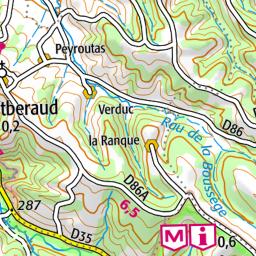 Peyroutas
tberaud
0,2
Verduc
D86
la Ranque
Rau de la Boussège
D86A
6,5
287
D35
M i
0,6